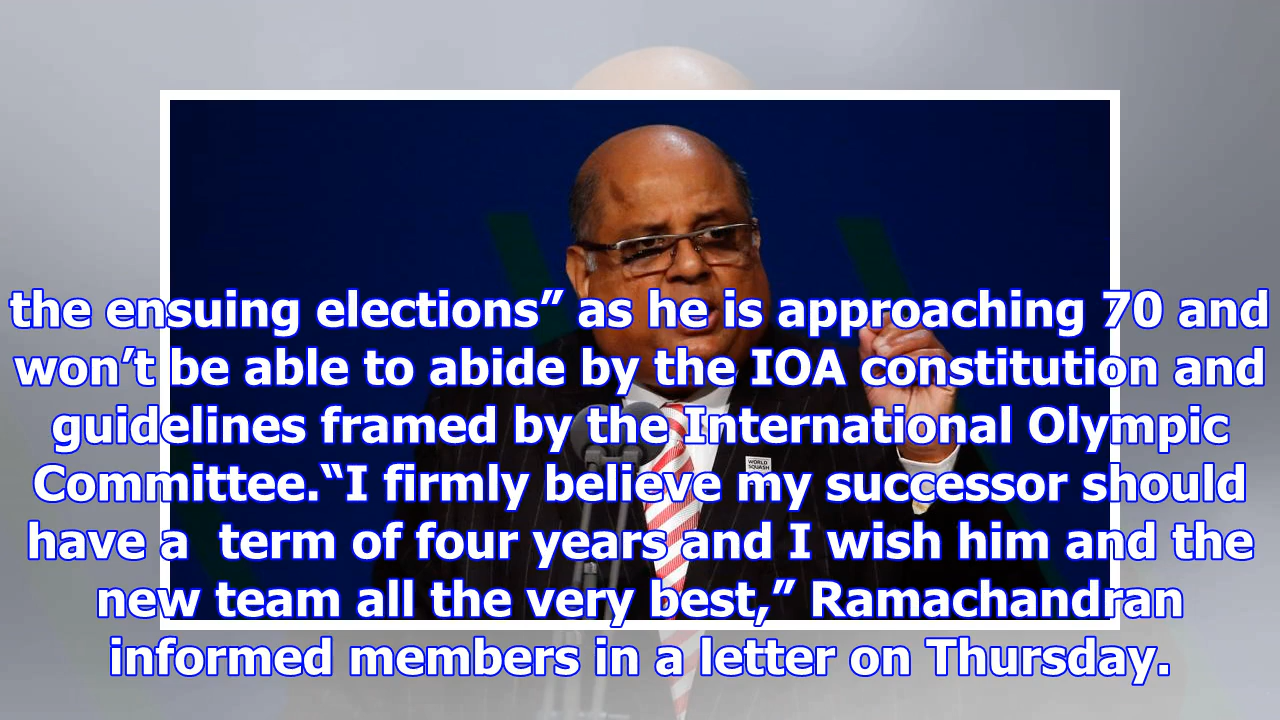 the ensuing elections” as he is approaching 70 and
won’t be able to abide by the IOA constitution and
guidelines framed by the International Olympic
Committee.“I firmly believe my successor should
have a  term of four years and I wish him and the
new team all the very best,” Ramachandran
informed members in a letter on Thursday.
WORLD
SQUASH